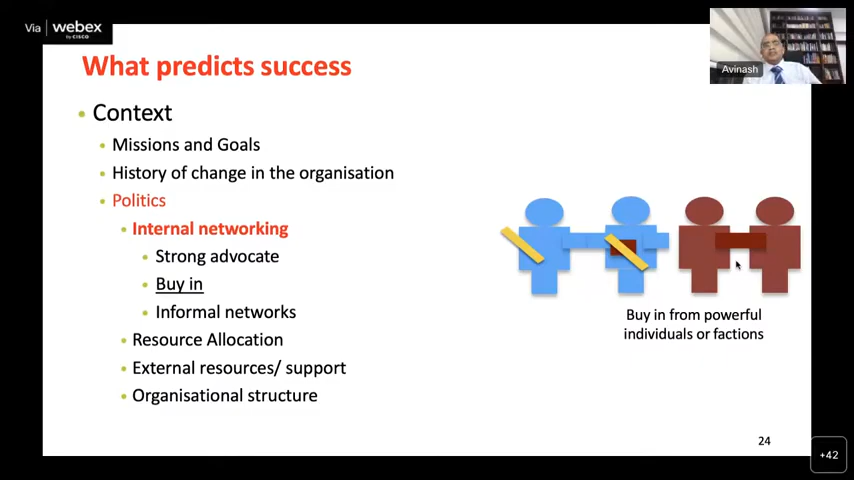 Via webex
by CISCO
What predicts success
Avinash
Context
Missions and Goals
History of change in the organisation
Politics
Internal networking
Strong advocate
Buy in
Informal networks
Resource Allocation
External resources/ support
Organisational structure
Buy in from powerful
individuals or factions
24
+42